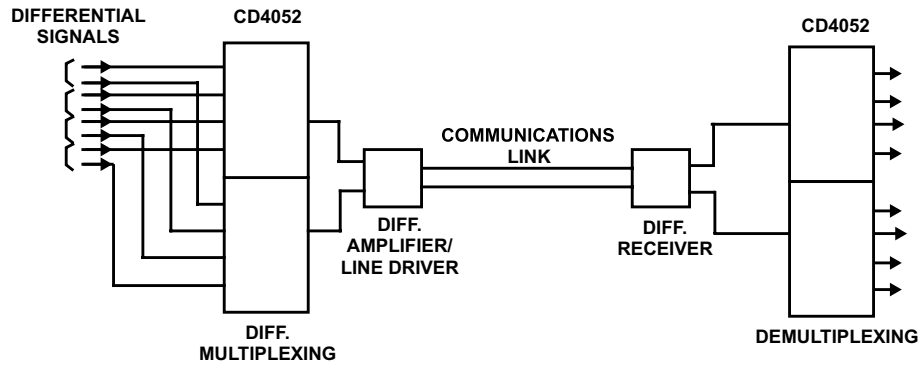 DIFFERENTIAL
SIGNALS
CD4052
CD4052
COMMUNICATIONS
LINK
DIFF.
AMPLIFIER/
LINE DRIVER
DIFF.
RECEIVER
DIFF.
MULTIPLEXING
DEMULTIPLEXING